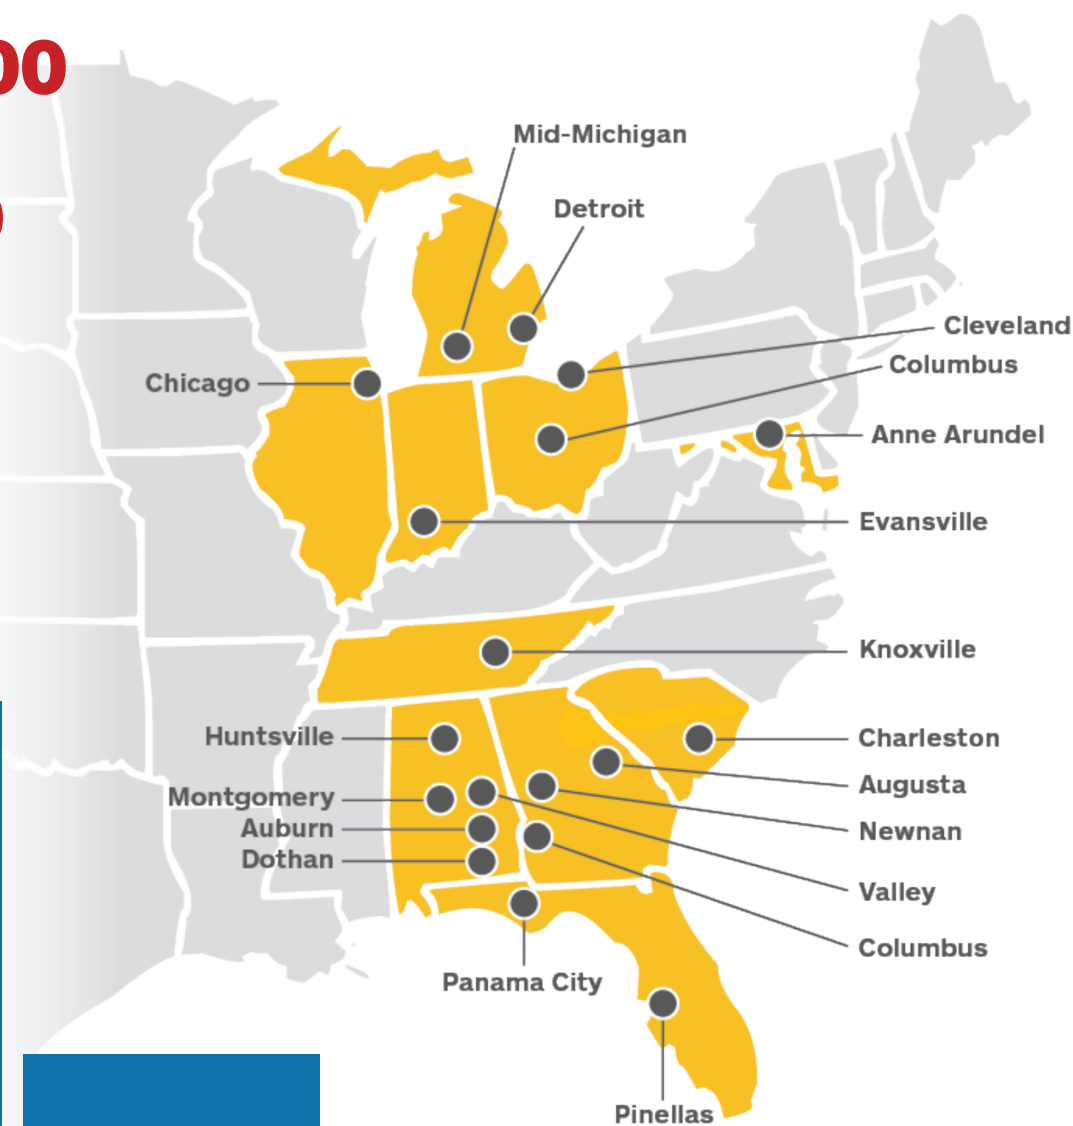 00
Mid-Michigan
Detroit
Cleveland
Columbus
Chicago
Anne Arundel
Evansville
Knoxville
Huntsville
Charleston
Augusta
Montgomery
Auburn
Newnan
Dothan
Valley
Columbus
Panama City
Pinellas